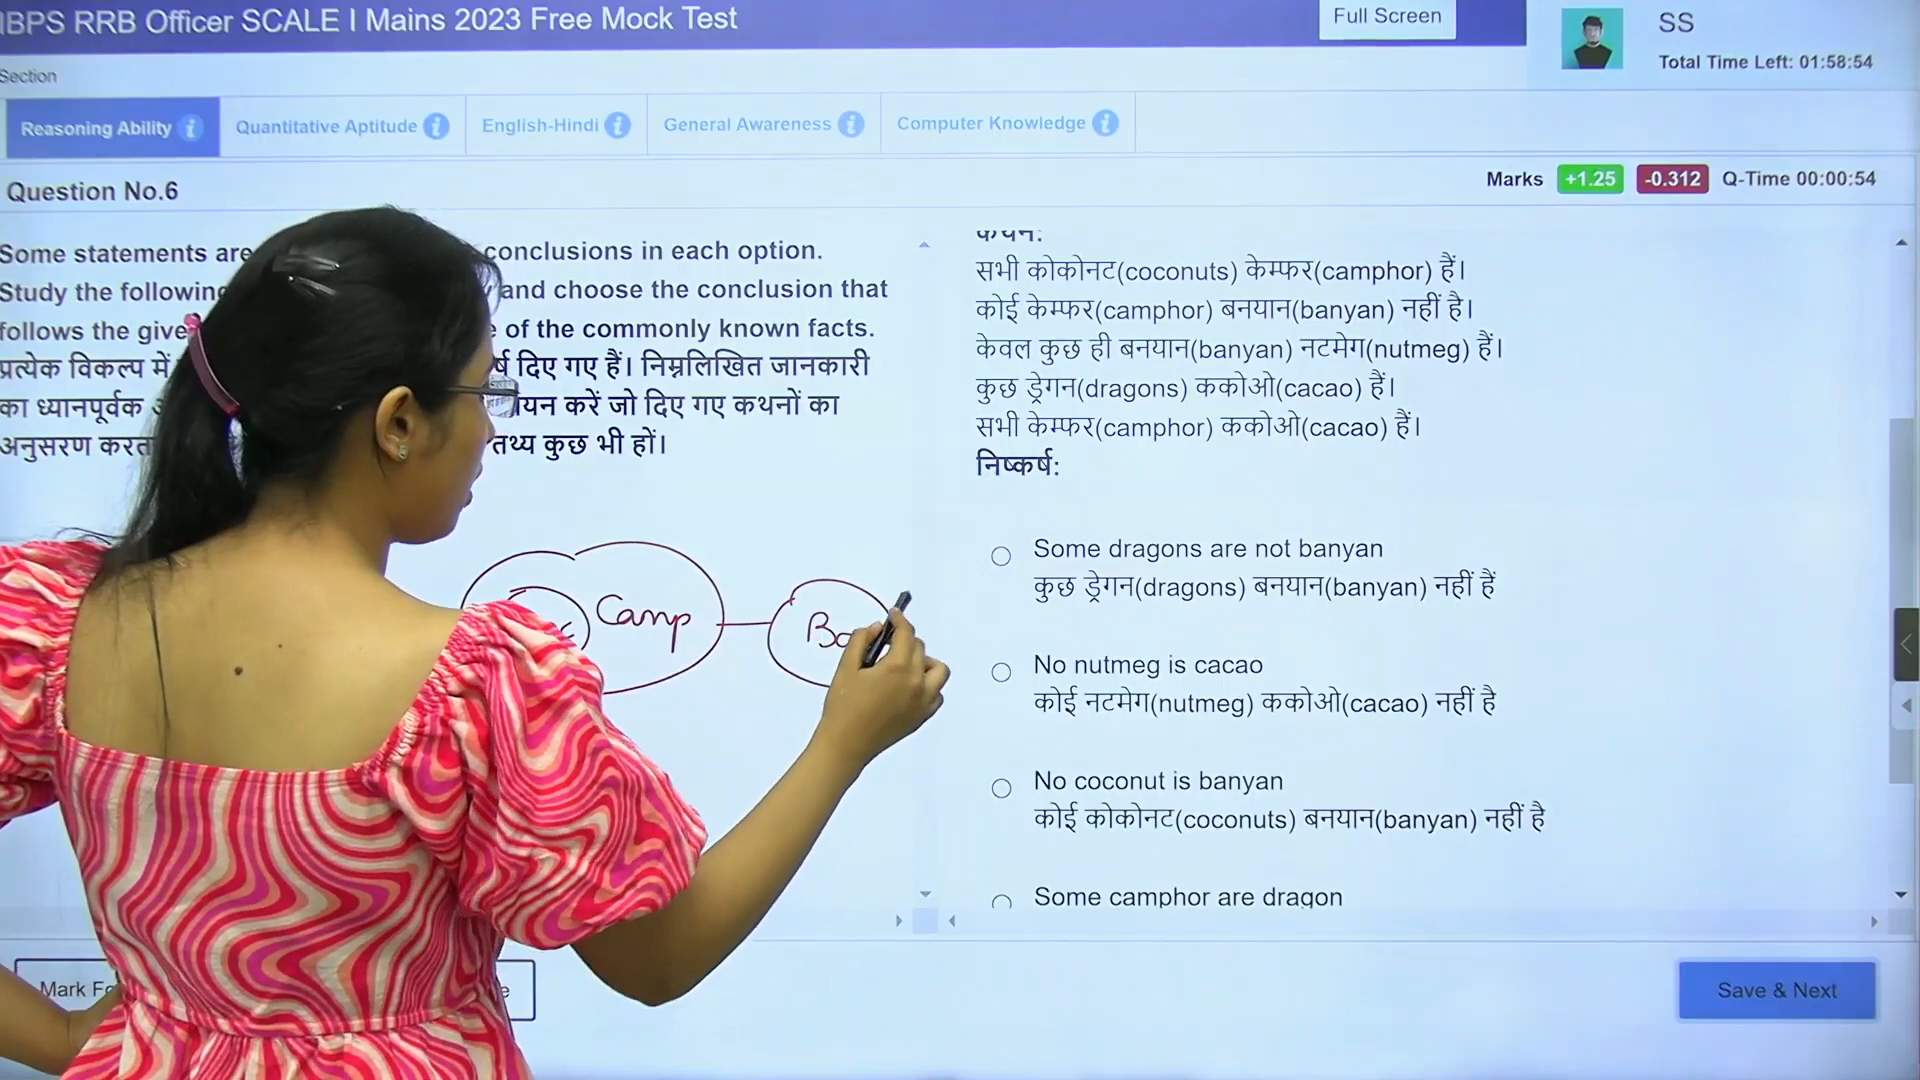 IBPS RRB Officer SCALE I Mains 2023 Free Mock Test
Full Screen
SS
Total Time Left: 01:58:54
Section
Reasoning Ability
Quantitative Aptitude
English-Hindi
General Awareness
Computer Knowledge
Question No.6
Marks +1.25 -0.312 Q-Time 00:00:54
Some statements are conclusions in each option.
Study the following and choose the conclusion that
follows the of the commonly known facts.
प्रत्येक विकल्प में दिए गए हैं। निम्नलिखित जानकारी
का ध्यानपूर्वक करें जो दिए गए कथनों का
अनुसरण तथ्य कुछ भी हों।
Camp
कथन:
सभी कोकोनट(coconuts) केम्फर(camphor) हैं।
कोई केम्फर(camphor) बनयान(banyan) नहीं है।
केवल कुछ ही बनयान(banyan) नटमेग(nutmeg) हैं।
कुछ ड्रेगन(dragons) ककोओ(cacao) हैं।
सभी केम्फर(camphor) ककोओ(cacao) हैं।
निष्कर्ष:
Some dragons are not banyan
कुछ ड्रेगन(dragons) बनयान(banyan) नहीं हैं
No nutmeg is cacao
कोई नटमेग(nutmeg) ककोओ(cacao) नहीं है
No coconut is banyan
कोई कोकोनट(coconuts) बनयान(banyan) नहीं है
Some camphor are dragon
Mark
Save & Next